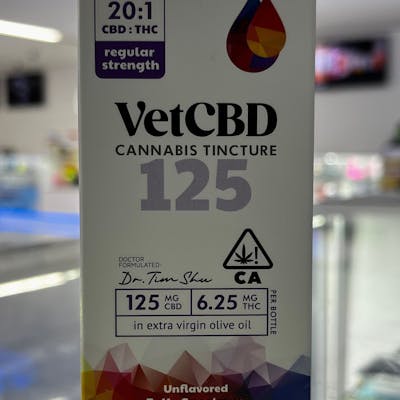 20:1
CBD : THC
regular
strength
VetCBD
CANNABIS TINCTURE
125
DOCTOR
FORMULATED
Dr. Tim Shu
CA
125 MG CBD 6.25 MG THC
PER BOTTLE
in extra virgin olive oil
Unflavored